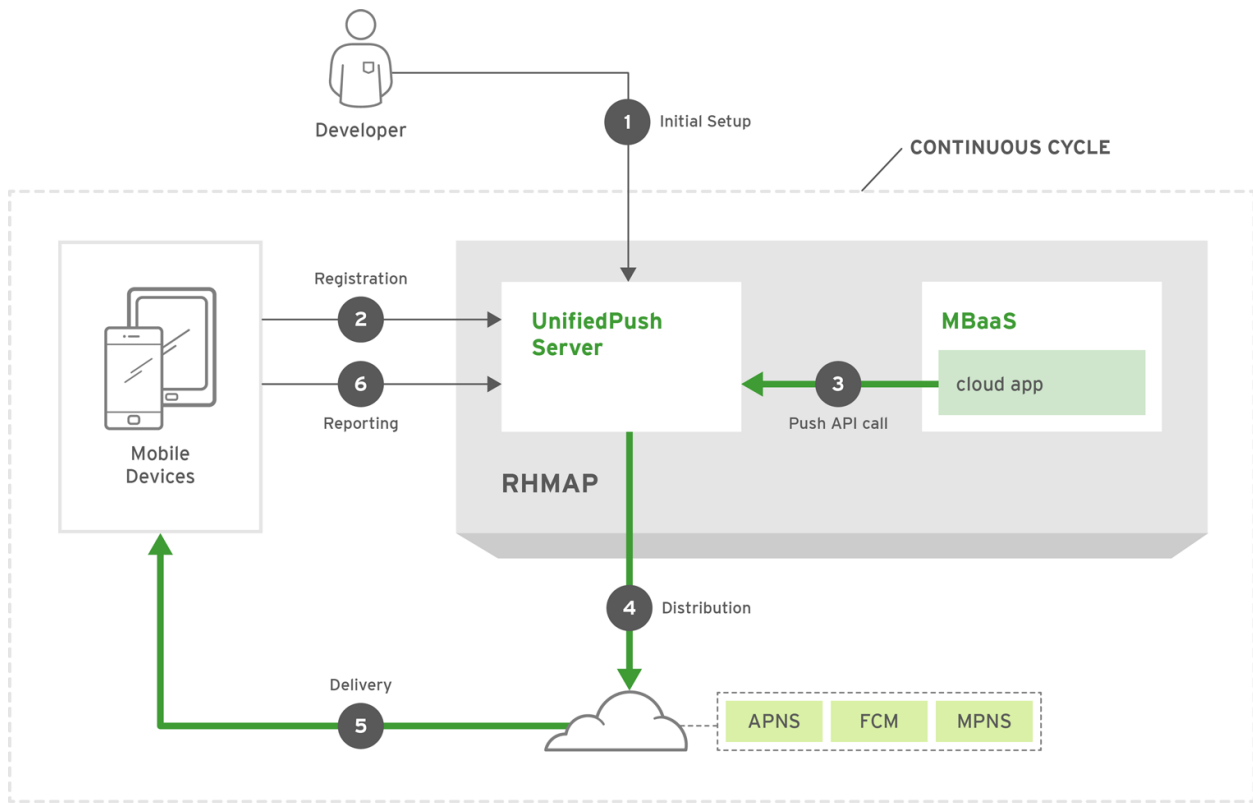 Developer
1
Initial Setup
CONTINUOUS CYCLE
Registration
2
6
Reporting
Mobile
Devices
UnifiedPush
Server
3
Push API call
MBaaS
cloud app
RHMAP
4
Distribution
Delivery
5
APNS
FCM
MPNS